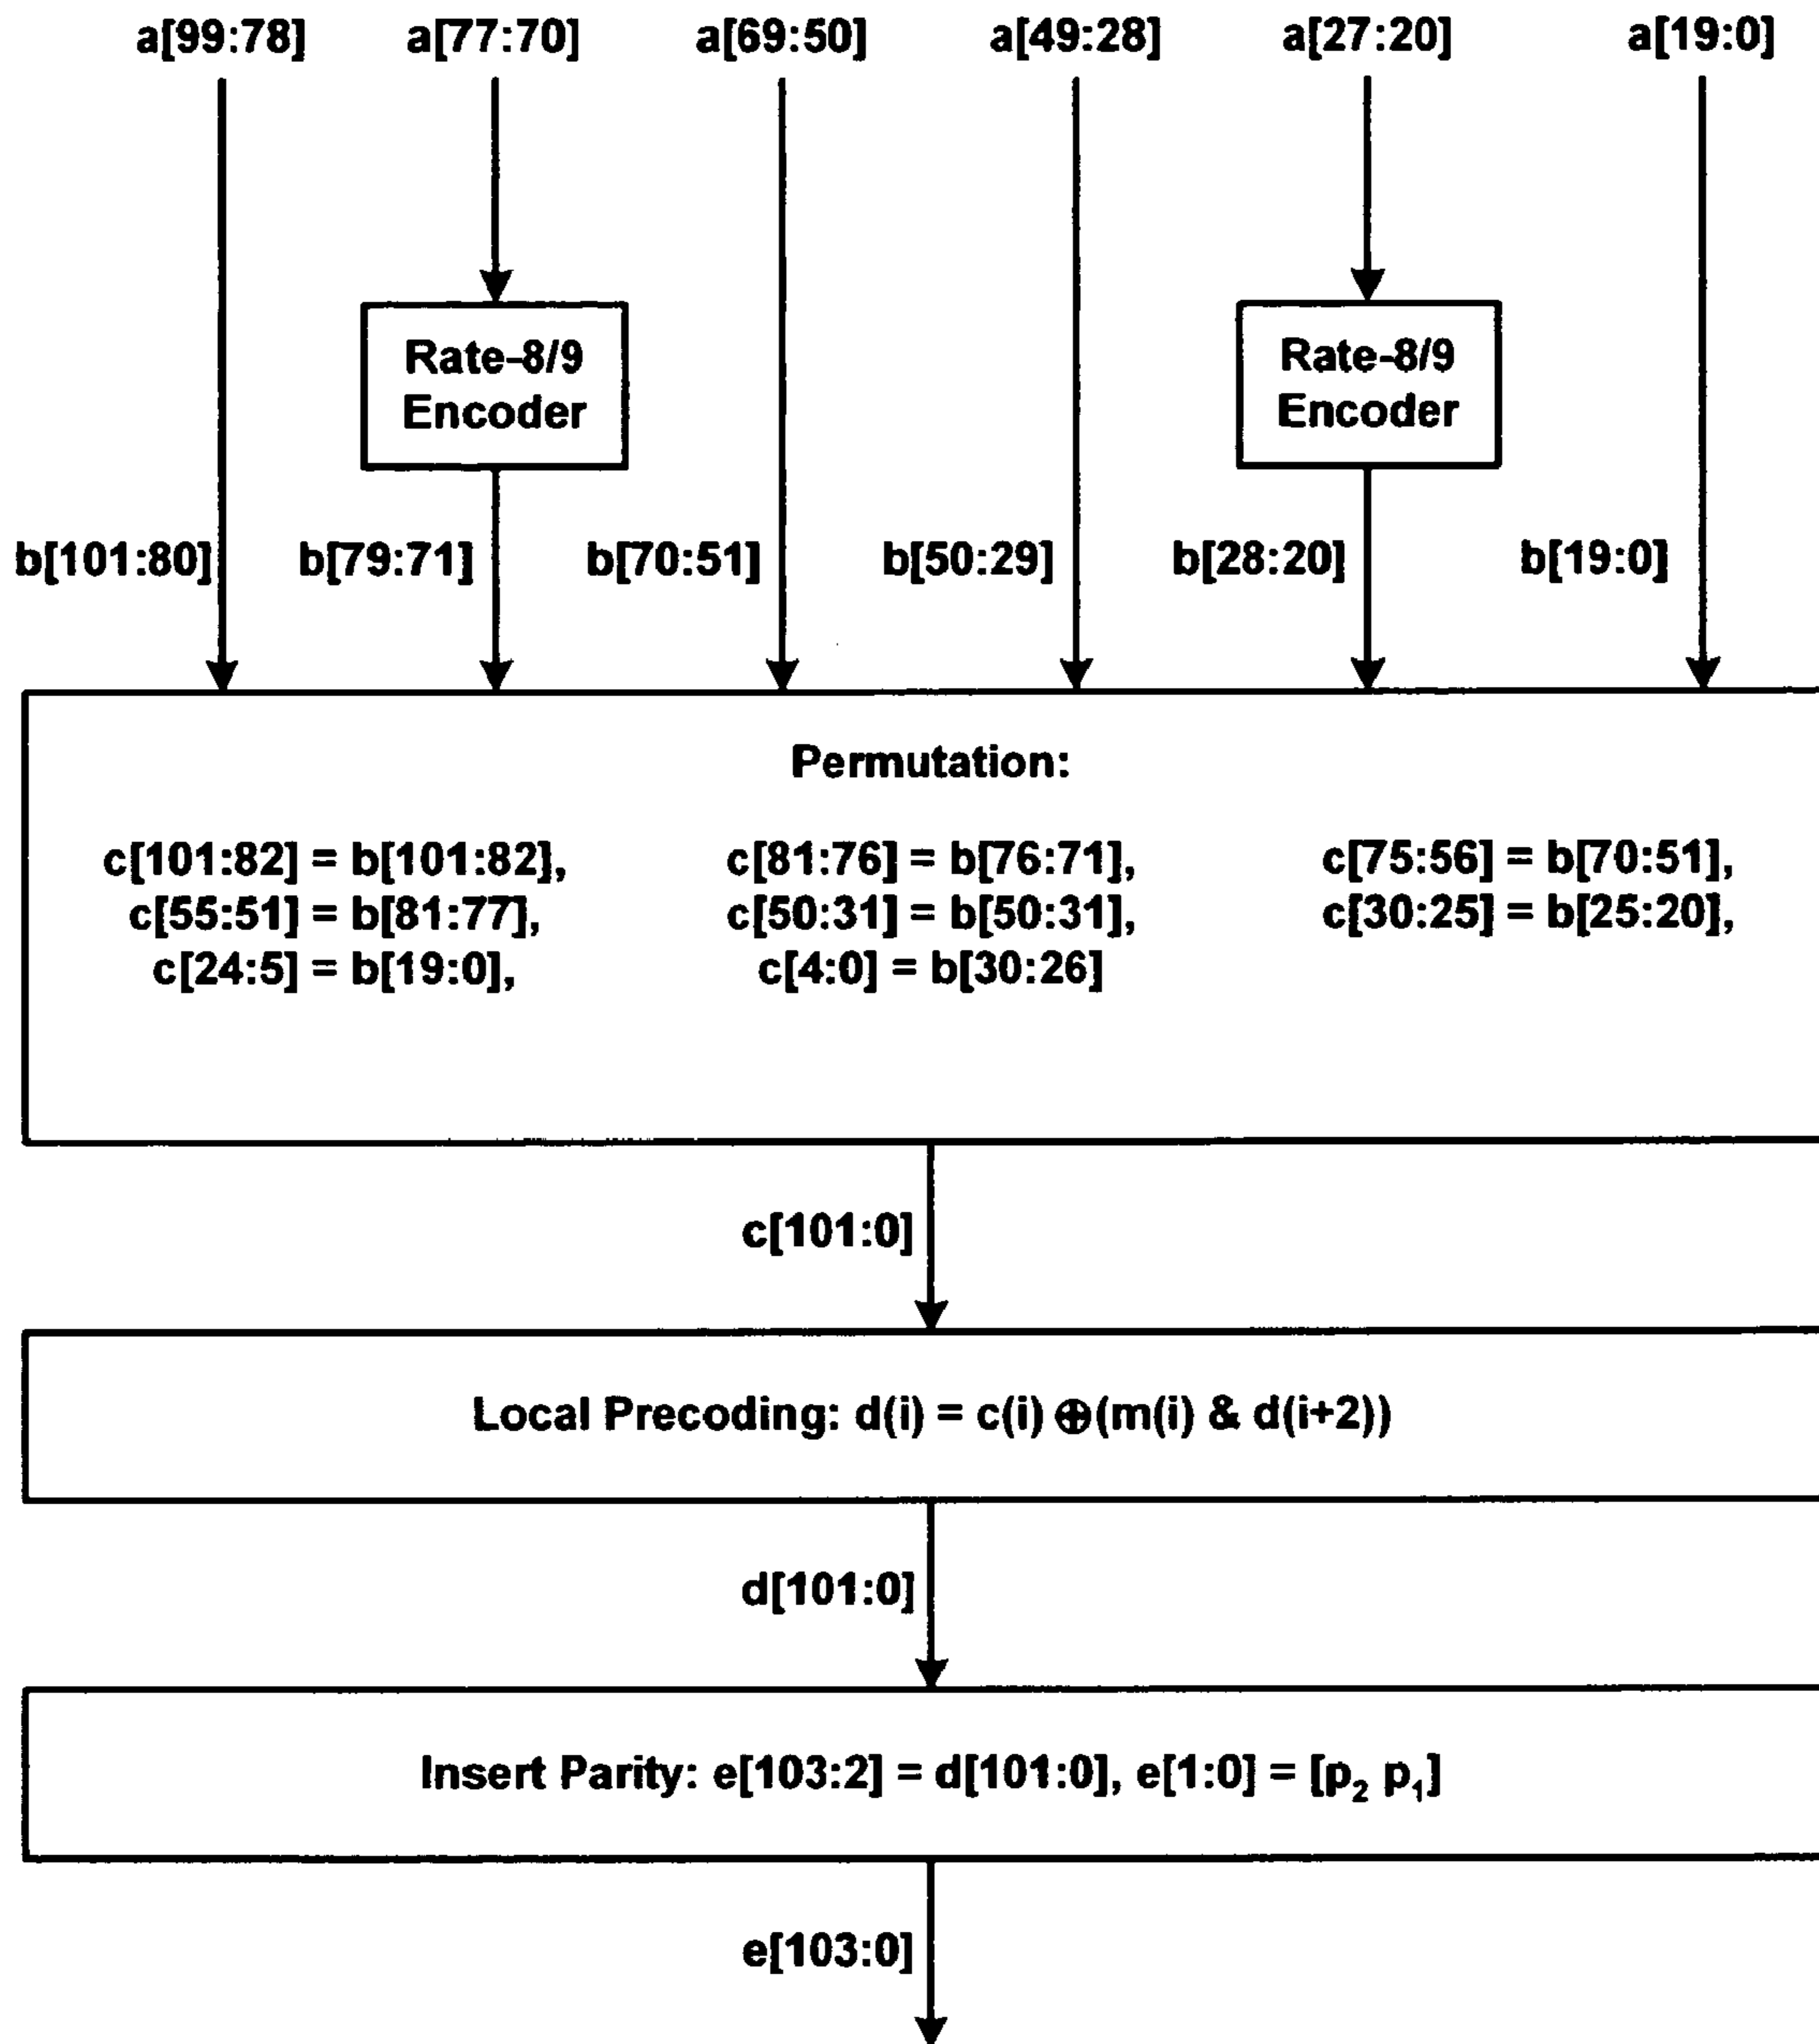 a[99:78] a[77:70] a[69:50] a[49:28] a[27:20] a[19:0]
Rate-8/9
Encoder
Rate-8/9
Encoder
b[101:80] b[79:71] b[70:51] b[50:29] b[28:20] b[19:0]
Permutation:
c[101:82] = b[101:82], c[81:76] = b[76:71], c[75:56] = b[70:51],
c[55:51] = b[81:77], c[50:31] = b[50:31], c[30:25] = b[25:20],
c[24:5] = b[19:0], c[4:0] = b[30:26]
c[101:0]
Local Precoding: d(i) = c(i) ⊕ (m(i) & d(i+2))
d[101:0]
Insert Parity: e[103:2] = d[101:0], e[1:0] = [p₂ p₁]
e[103:0]